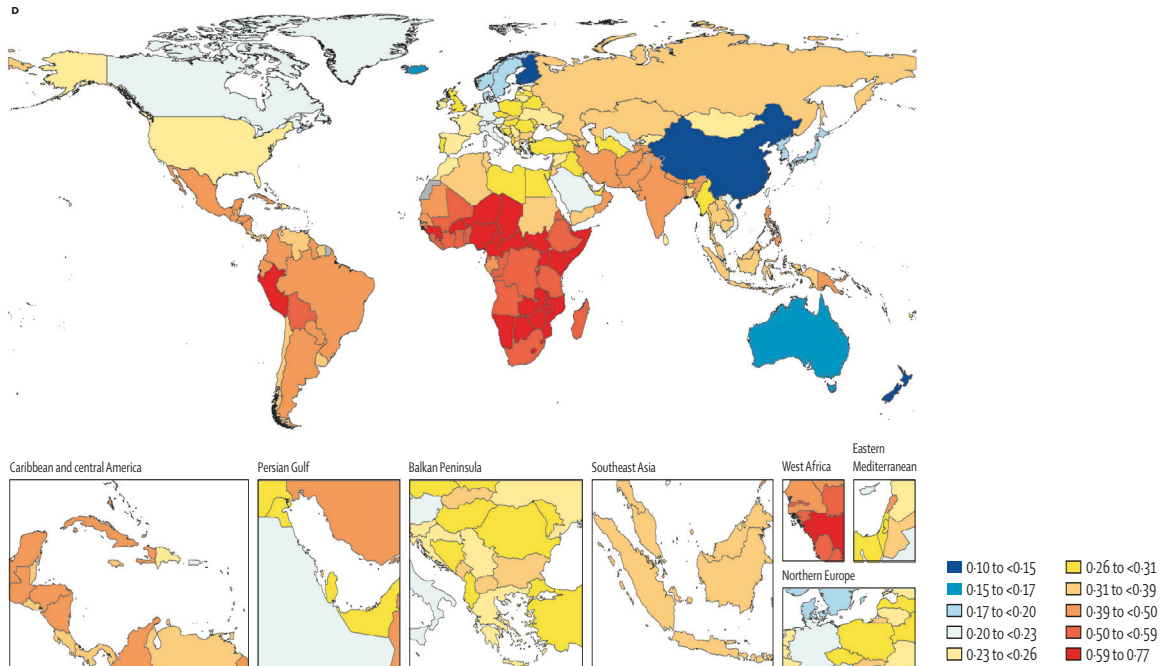 D
Caribbean and central America
Persian Gulf
Balkan Peninsula
Southeast Asia
West Africa
Eastern
Mediterranean
Northern Europe
0·10 to <0·15
0·15 to <0·17
0·17 to <0·20
0·20 to <0·23
0·23 to <0·26
0·26 to <0·31
0·31 to <0·39
0·39 to <0·50
0·50 to <0·59
0·59 to 0·77